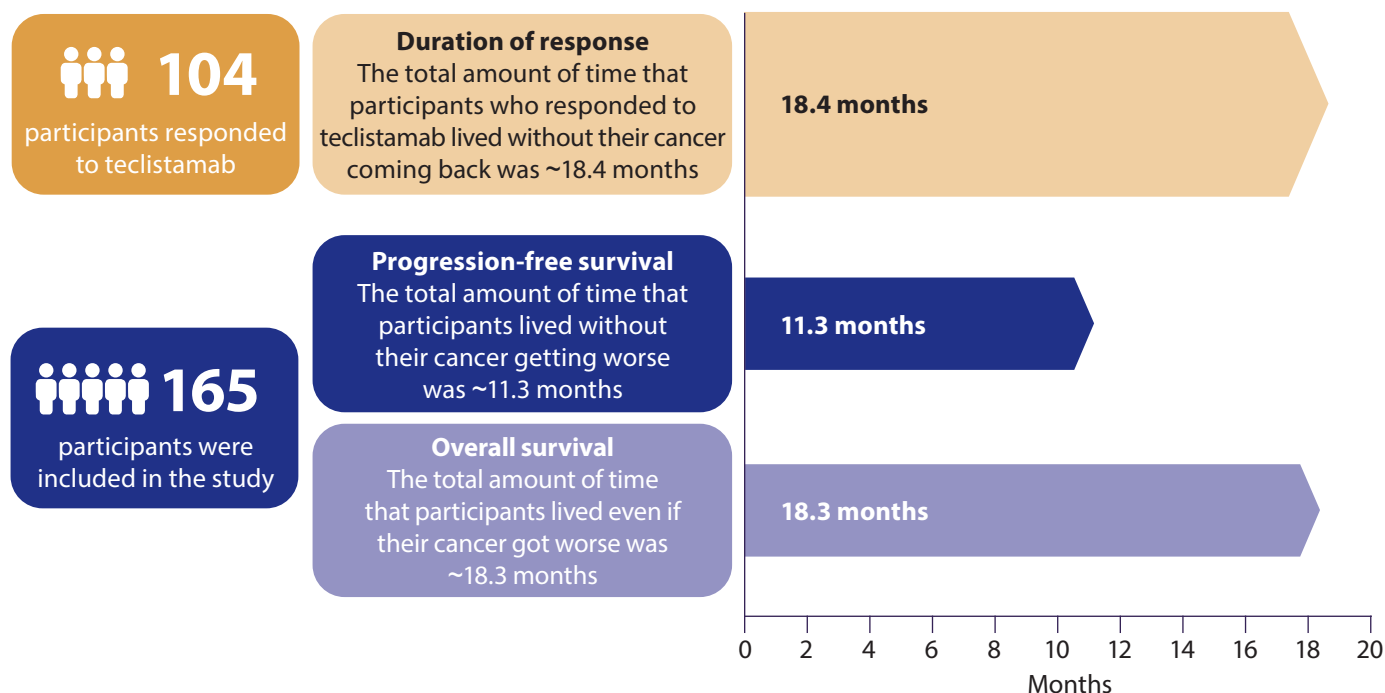 104
participants responded
to teclistamab
Duration of response
The total amount of time that
participants who responded to
teclistamab lived without their cancer
coming back was ~18.4 months
18.4 months
165
participants were
included in the study
Progression-free survival
The total amount of time that
participants lived without
their cancer getting worse
was ~11.3 months
11.3 months
Overall survival
The total amount of time
that participants lived even if
their cancer got worse was
~18.3 months
18.3 months
0 2 4 6 8 10 12 14 16 18 20
Months